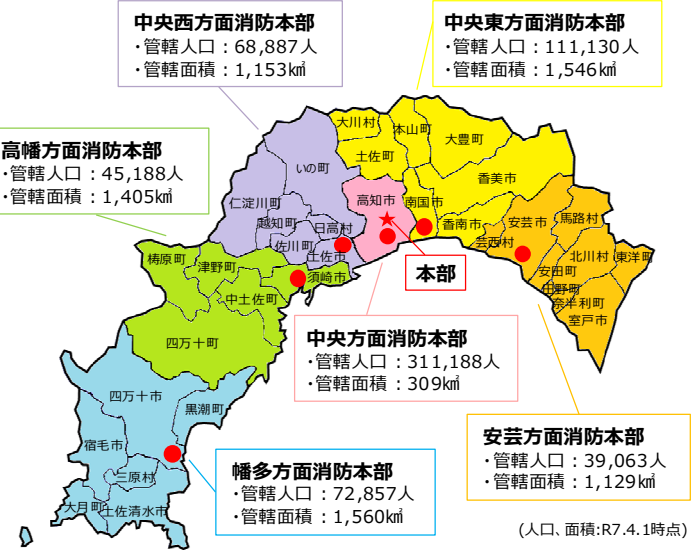 中央西方面消防本部
・管轄人口：68,887人
・管轄面積：1,153㎢
中央東方面消防本部
・管轄人口：111,130人
・管轄面積：1,546㎢
高幡方面消防本部
・管轄人口：45,188人
・管轄面積：1,405㎢
大川村
本山町
大豊町
土佐町
いの町
香美市
仁淀川町
高知市
南国市
越知町
日高村
香南市
安芸市
馬路村
佐川町
土佐市
芸西村
梼原町
津野町
須崎市
本部
安田町
北川村
東洋町
田野町
奈半利町
室戸市
中土佐町
四万十町
中央方面消防本部
・管轄人口：311,188人
・管轄面積：309㎢
四万十市
黒潮町
宿毛市
三原村
大月町
土佐清水市
幡多方面消防本部
・管轄人口：72,857人
・管轄面積：1,560㎢
安芸方面消防本部
・管轄人口：39,063人
・管轄面積：1,129㎢
(人口、面積:R7.4.1時点)